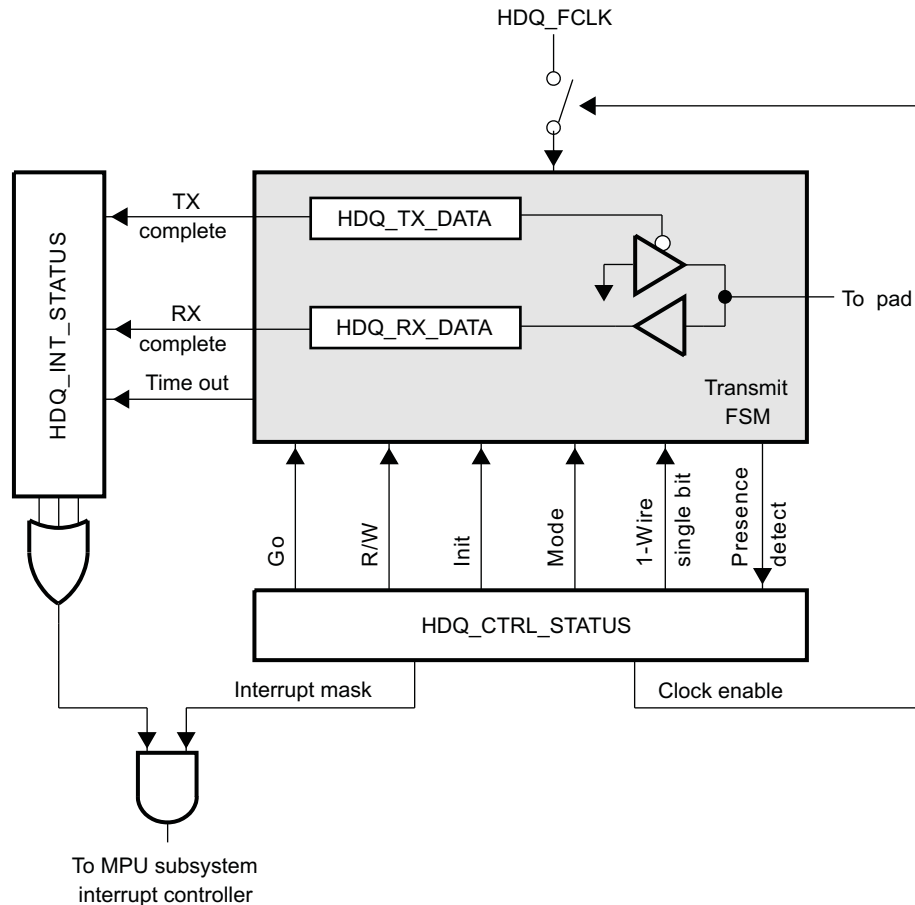 HDQ_FCLK
TX
complete
HDQ_TX_DATA
HDQ_INT_STATUS
RX
complete
HDQ_RX_DATA
To pad
Time out
Transmit
FSM
Go
R/W
Init
Mode
1-Wire
single bit
Presence
detect
HDQ_CTRL_STATUS
Interrupt mask
Clock enable
To MPU subsystem
interrupt controller